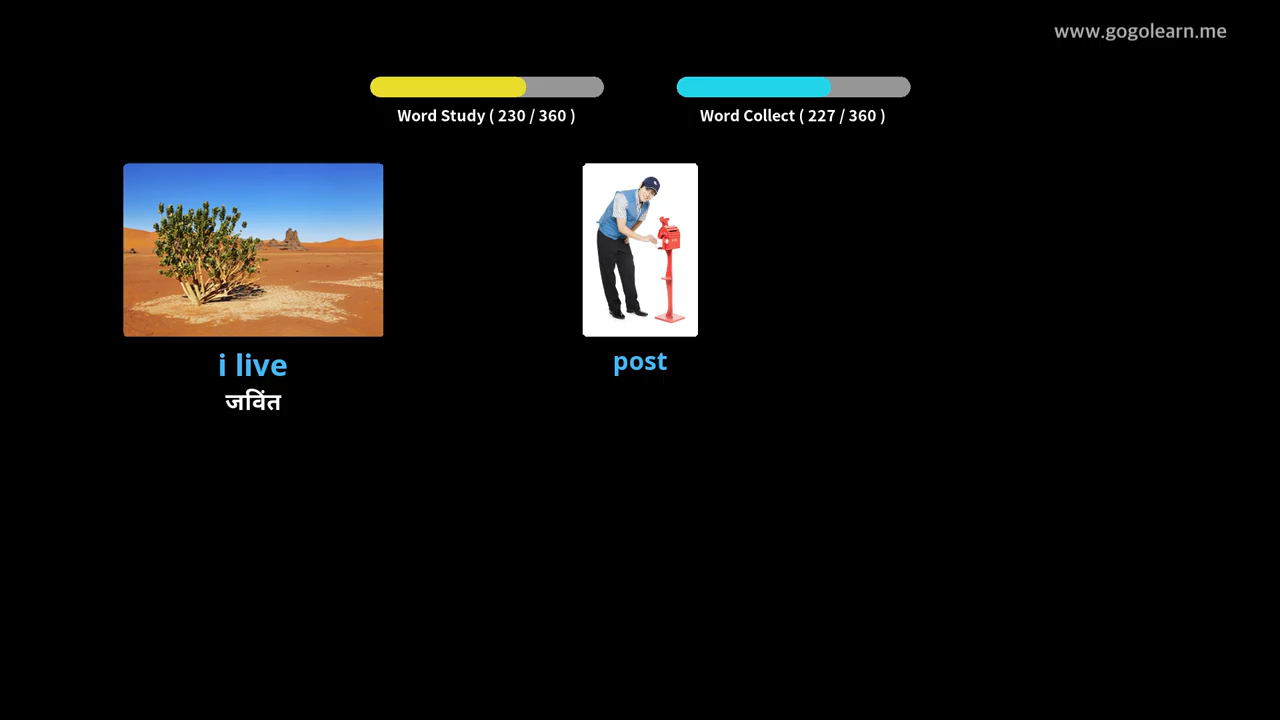 www.gogolearn.me
Word Study ( 230 / 360 )
Word Collect ( 227 / 360 )
i live
जविंत
post